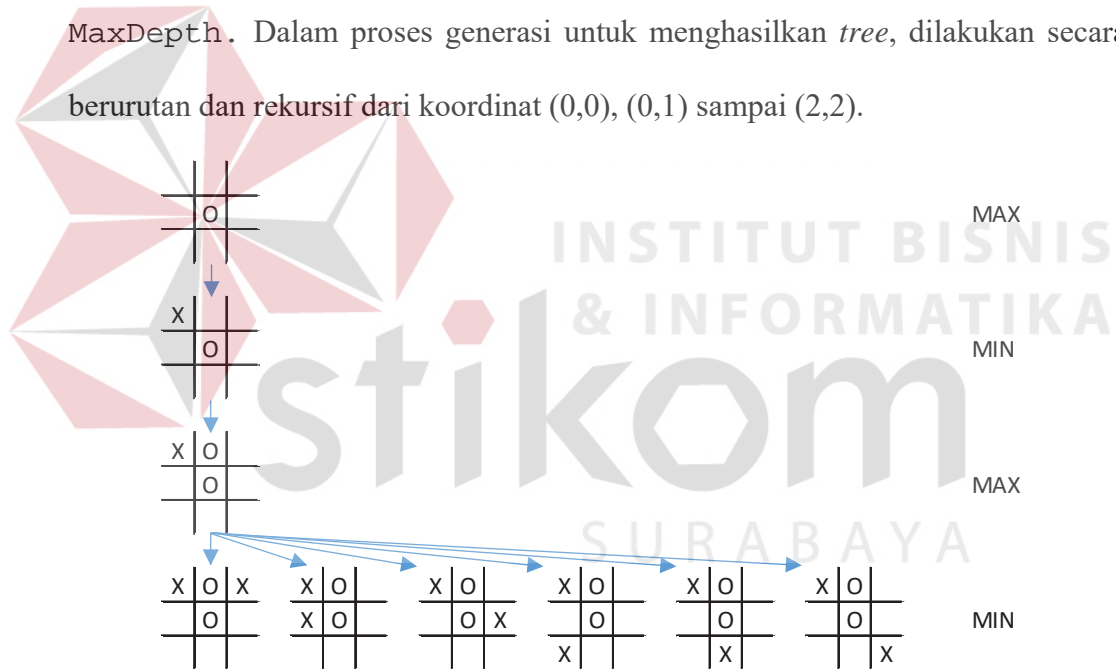 MaxDepth. Dalam proses generasi untuk menghasilkan tree, dilakukan secara
berurutan dan rekursif dari koordinat (0,0), (0,1) sampai (2,2).
INSTITUT BISNIS
& INFORMATIKA
stikom
SURABAYA
O MAX
X
O MIN
X O
O MAX
X O X X O X O X O X O X O
O X O O X O O O MIN
X X X